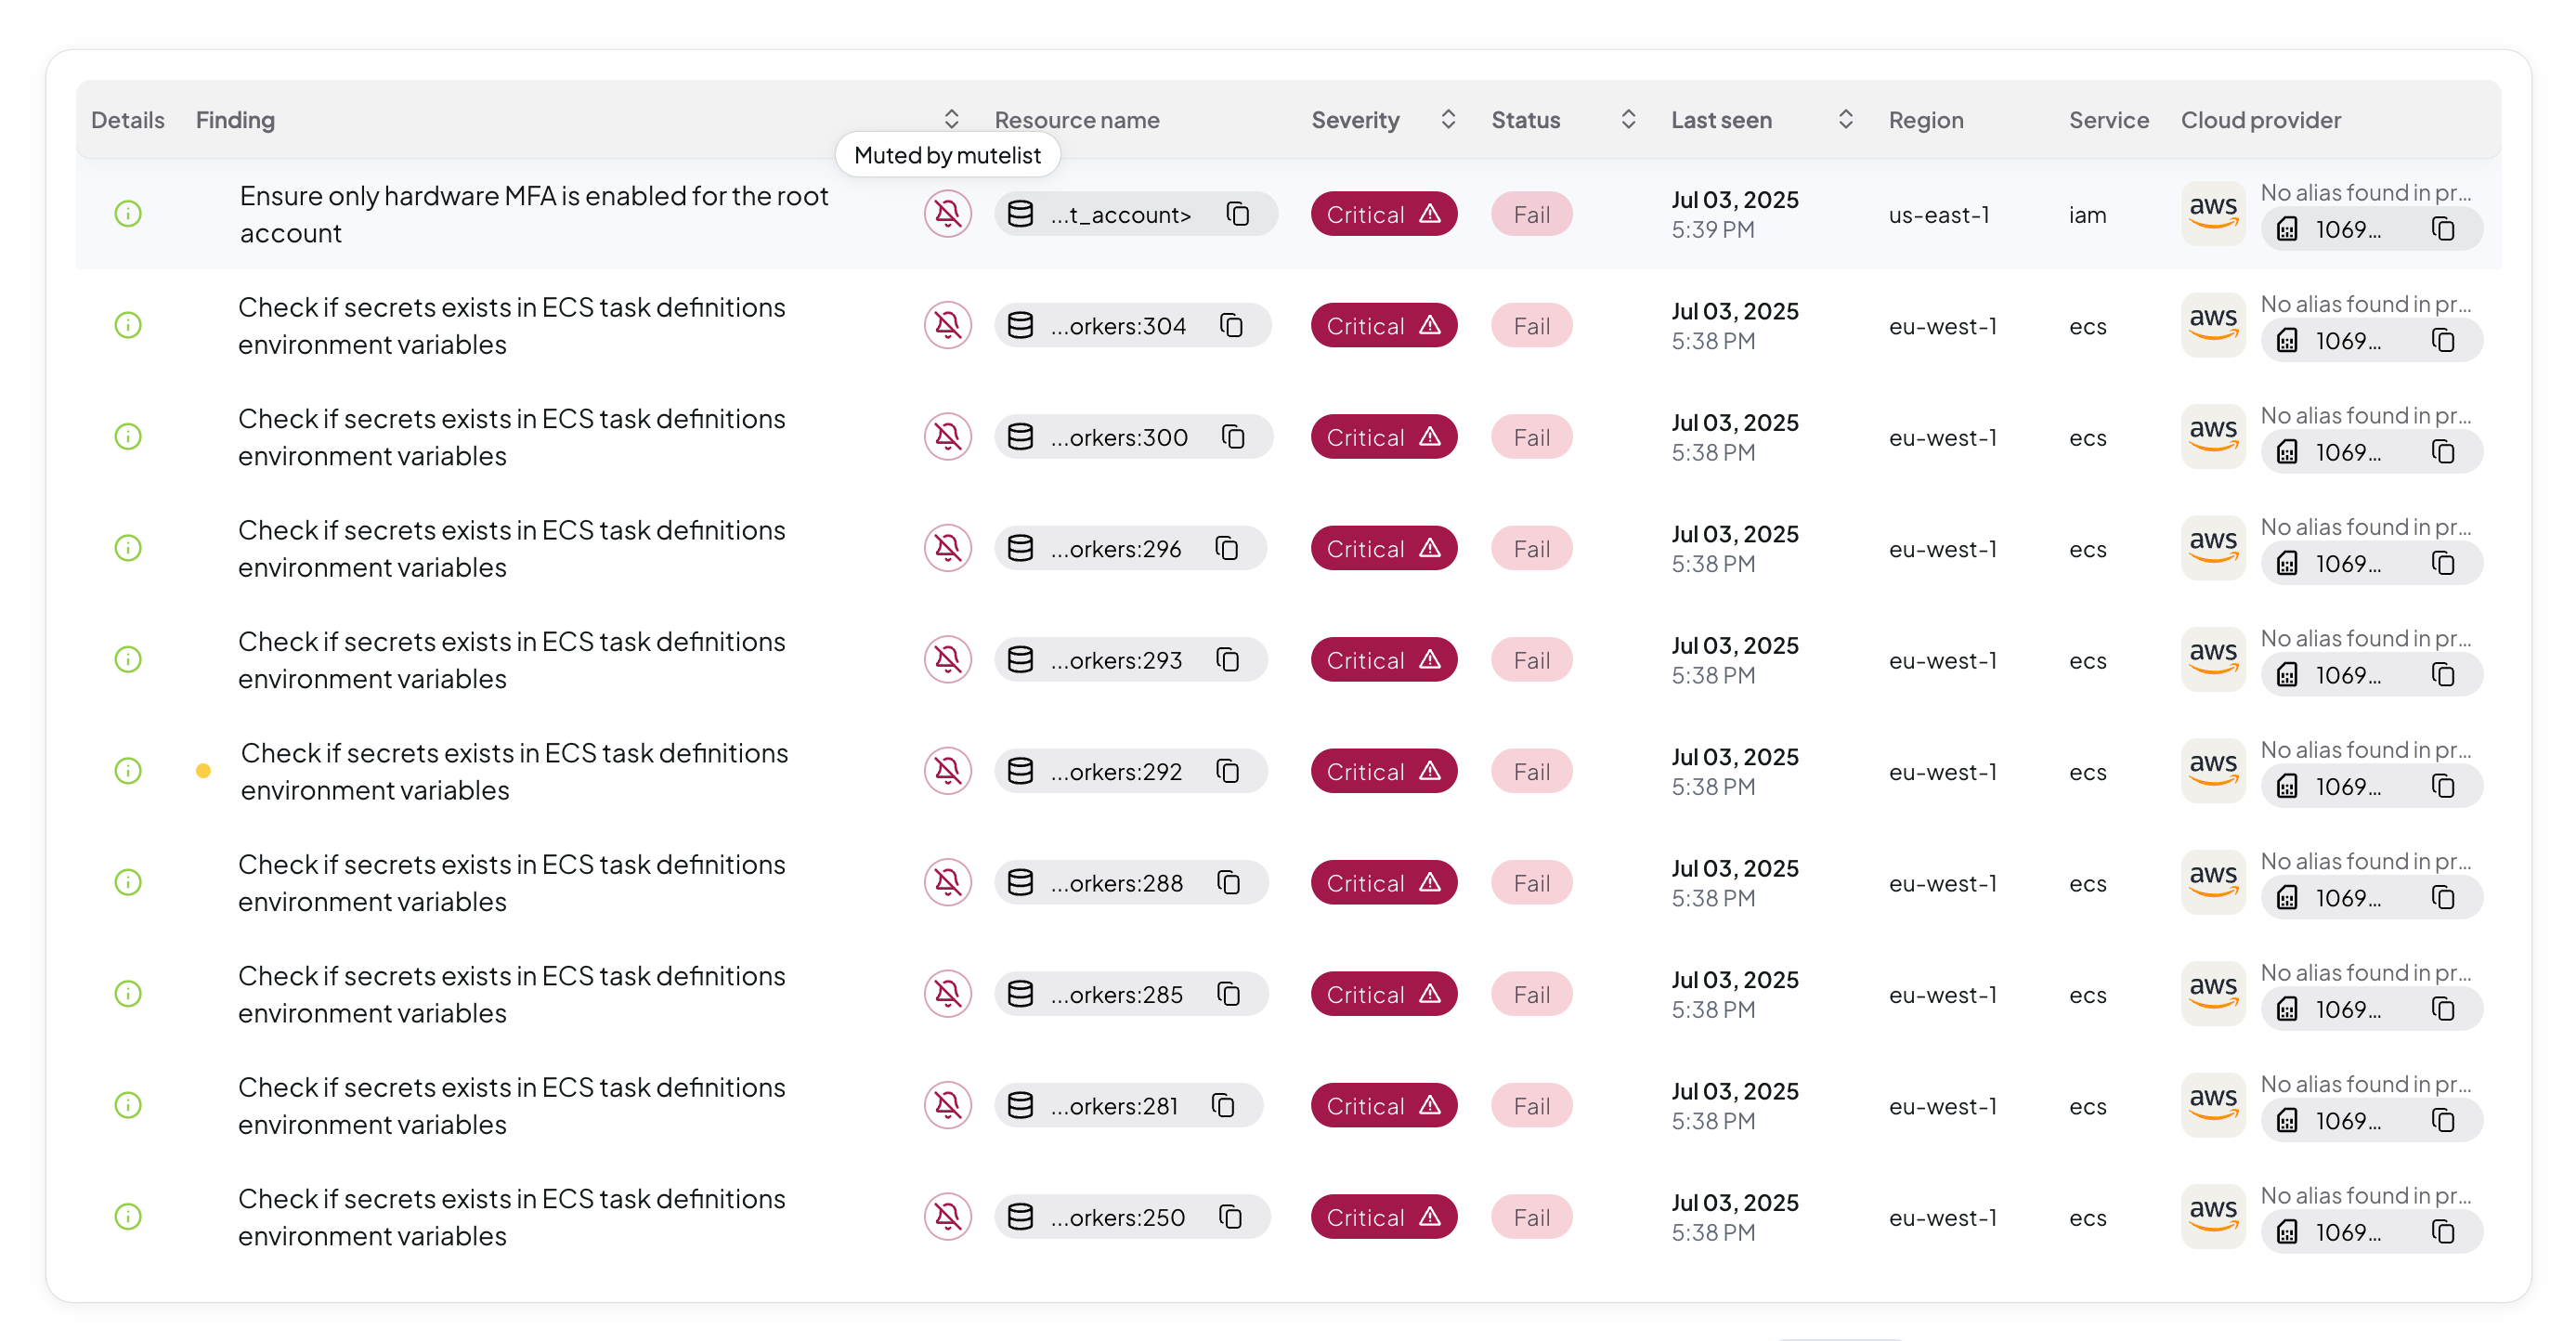 Details Finding Resource name Severity Status Last seen Region Service Cloud provider
Muted by mutelist
Ensure only hardware MFA is enabled for the root
account
...t_account> Critical Fail Jul 03, 2025
5:39 PM
us-east-1 iam aws No alias found in pr...
1069...
Check if secrets exists in ECS task definitions
environment variables
...orkers:304 Critical Fail Jul 03, 2025
5:38 PM
eu-west-1 ecs aws No alias found in pr...
1069...
Check if secrets exists in ECS task definitions
environment variables
...orkers:300 Critical Fail Jul 03, 2025
5:38 PM
eu-west-1 ecs aws No alias found in pr...
1069...
Check if secrets exists in ECS task definitions
environment variables
...orkers:296 Critical Fail Jul 03, 2025
5:38 PM
eu-west-1 ecs aws No alias found in pr...
1069...
Check if secrets exists in ECS task definitions
environment variables
...orkers:293 Critical Fail Jul 03, 2025
5:38 PM
eu-west-1 ecs aws No alias found in pr...
1069...
Check if secrets exists in ECS task definitions
environment variables
...orkers:292 Critical Fail Jul 03, 2025
5:38 PM
eu-west-1 ecs aws No alias found in pr...
1069...
Check if secrets exists in ECS task definitions
environment variables
...orkers:288 Critical Fail Jul 03, 2025
5:38 PM
eu-west-1 ecs aws No alias found in pr...
1069...
Check if secrets exists in ECS task definitions
environment variables
...orkers:285 Critical Fail Jul 03, 2025
5:38 PM
eu-west-1 ecs aws No alias found in pr...
1069...
Check if secrets exists in ECS task definitions
environment variables
...orkers:281 Critical Fail Jul 03, 2025
5:38 PM
eu-west-1 ecs aws No alias found in pr...
1069...
Check if secrets exists in ECS task definitions
environment variables
...orkers:250 Critical Fail Jul 03, 2025
5:38 PM
eu-west-1 ecs aws No alias found in pr...
1069...